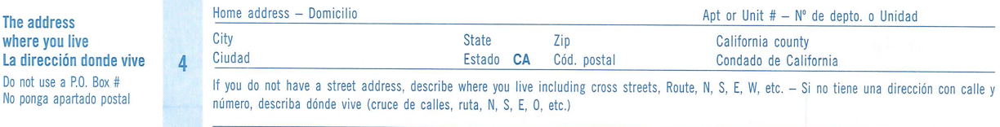 The address
where you live
La dirección donde vive
Do not use a P.O. Box #
No ponga apartado postal
4
Home address – Domicilio Apt or Unit # – Nº de depto. o Unidad
City State Zip California county
Ciudad Estado CA Cód. postal Condado de California
If you do not have a street address, describe where you live including cross streets, Route, N, S, E, W, etc. – Si no tiene una dirección con calle y
número, describa dónde vive (cruce de calles, ruta, N, S, E, O, etc.)